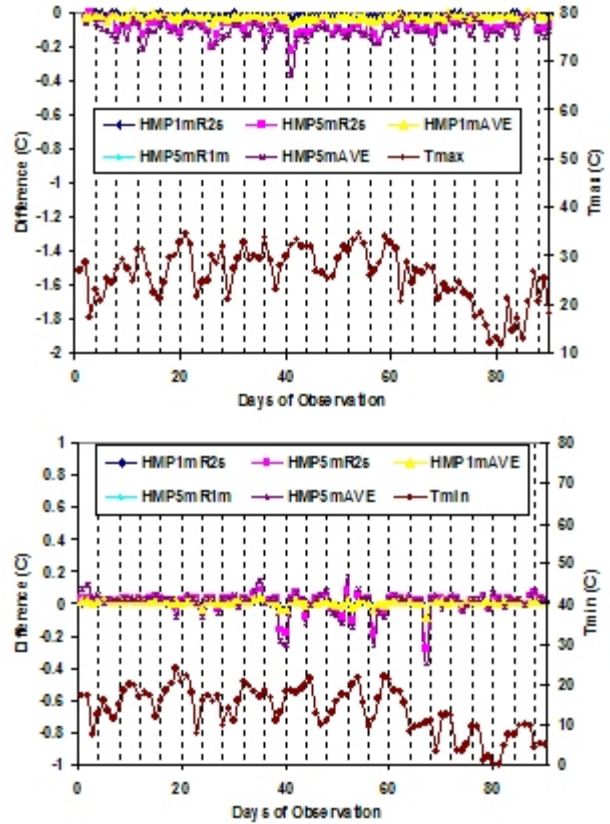 0 80
-0.2 70
-0.4 60
-0.6
HMP1mR2s HMP5mR2s HMP1mAVE
HMP5mR1m HMP5mAVE Tmax
-0.8 50
-1
-1.2 40
-1.4 30
-1.6
-1.8 20
-2 10
Difference (C)
Tmax (C)
0 20 40 60 80
Days of Observation
1 80
HMP1mR2s HMP5mR2s HMP1mAVE
HMP5mR1m HMP5mAVE Tmin
0.8 70
0.6 60
0.4 50
0.2
0 40
-0.2 30
-0.4
-0.6 20
-0.8 10
-1 0
Difference (C)
Tmin (C)
0 20 40 60 80
Days of Observation